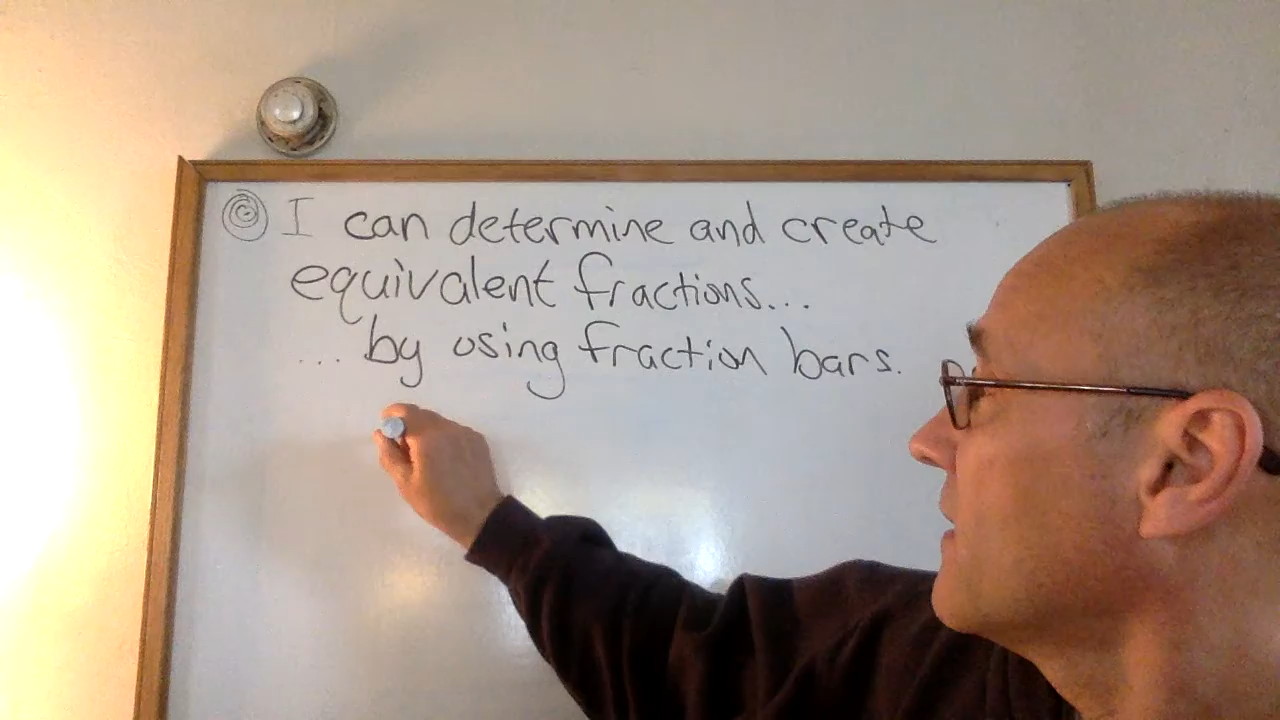 I can determine and create
equivalent fractions...
... by using fraction bars.